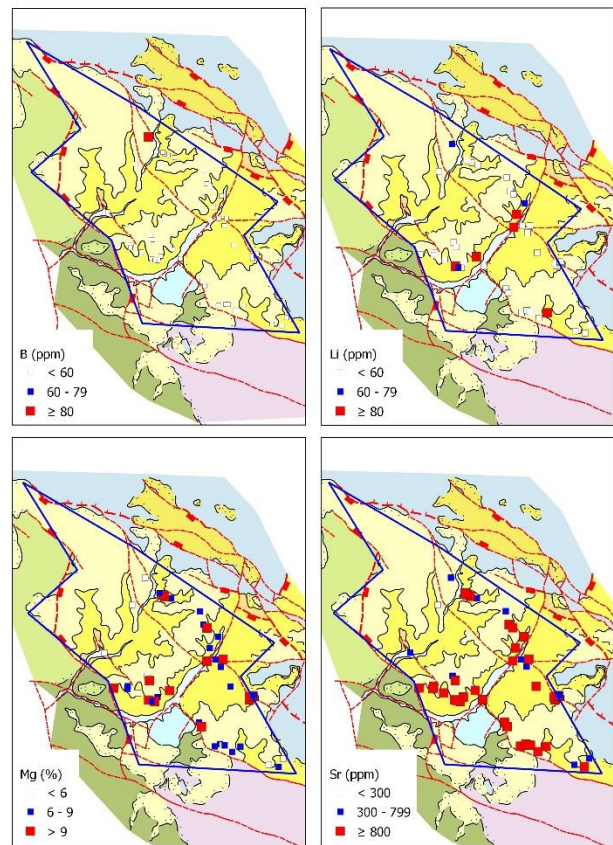 B (ppm)
< 60
60 - 79
≥ 80
Li (ppm)
< 60
60 - 79
≥ 80
Mg (%)
< 6
6 - 9
> 9
Sr (ppm)
< 300
300 - 799
≥ 800